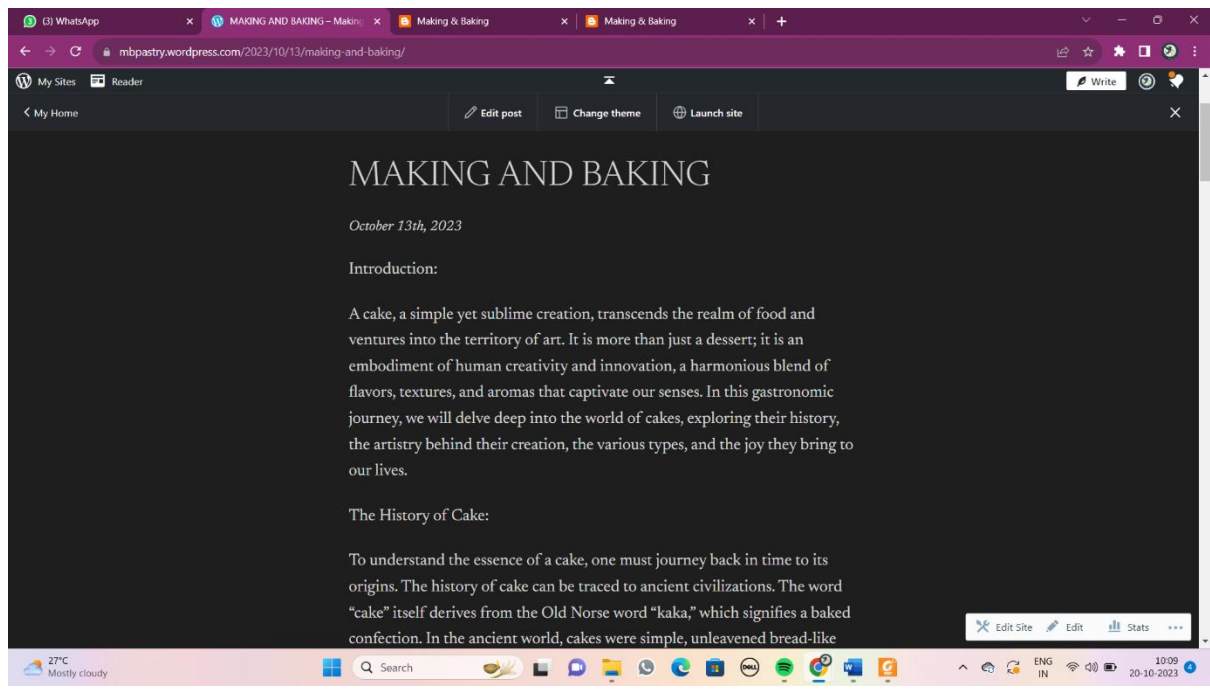 (3) WhatsApp
MAKING AND BAKING – Making
Making & Baking
Making & Baking
mbpastry.wordpress.com/2023/10/13/making-and-baking/
My Sites
Reader
Write
My Home
Edit post
Change theme
Launch site
MAKING AND BAKING
October 13th, 2023
Introduction:
A cake, a simple yet sublime creation, transcends the realm of food and
ventures into the territory of art. It is more than just a dessert; it is an
embodiment of human creativity and innovation, a harmonious blend of
flavors, textures, and aromas that captivate our senses. In this gastronomic
journey, we will delve deep into the world of cakes, exploring their history,
the artistry behind their creation, the various types, and the joy they bring to
our lives.
The History of Cake:
To understand the essence of a cake, one must journey back in time to its
origins. The history of cake can be traced to ancient civilizations. The word
“cake” itself derives from the Old Norse word “kaka,” which signifies a baked
confection. In the ancient world, cakes were simple, unleavened bread-like
Edit Site
Edit
Stats
27°C
Mostly cloudy
Search
DELL
ENG
IN
10:09
20-10-2023
4